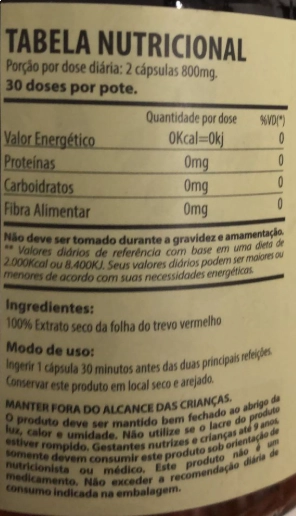 TABELA NUTRICIONAL
Porção por dose diária: 2 cápsulas 800mg.
30 doses por pote.
Quantidade por dose %VD(*)
Valor Energético 0Kcal=0kj 0
Proteínas 0mg 0
Carboidratos 0mg 0
Fibra Alimentar 0mg 0
Não deve ser tomado durante a gravidez e amamentação.
** Valores diários de referência com base em uma dieta de
2.000Kcal ou 8.400KJ. Seus valores diários podem ser maiores ou
menores de acordo com suas necessidades energéticas.
Ingredientes:
100% Extrato seco da folha do trevo vermelho
Modo de uso:
Ingerir 1 cápsula 30 minutos antes das duas principais refeições.
Conservar este produto em local seco e arejado.
MANTER FORA DO ALCANCE DAS CRIANÇAS.
O produto deve ser mantido bem fechado ao abrigo da
luz, calor e umidade. Não utilize se o lacre do produto
estiver rompido. Gestantes nutrizes e crianças até 9 anos,
somente devem consumir este produto sob orientação de
nutricionista ou médico. Este produto não é um
medicamento. Não exceder a recomendação diária de
consumo indicada na embalagem.